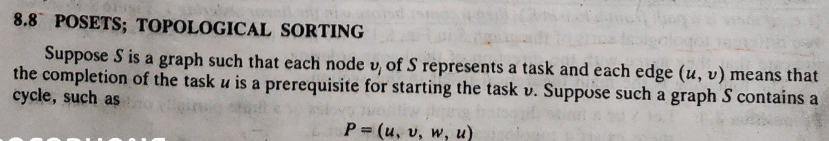 8.8 POSETS; TOPOLOGICAL SORTING
Suppose S is a graph such that each node vᵢ of S represents a task and each edge (u, v) means that
the completion of the task u is a prerequisite for starting the task v. Suppose such a graph S contains a
cycle, such as
P = (u, v, w, u)